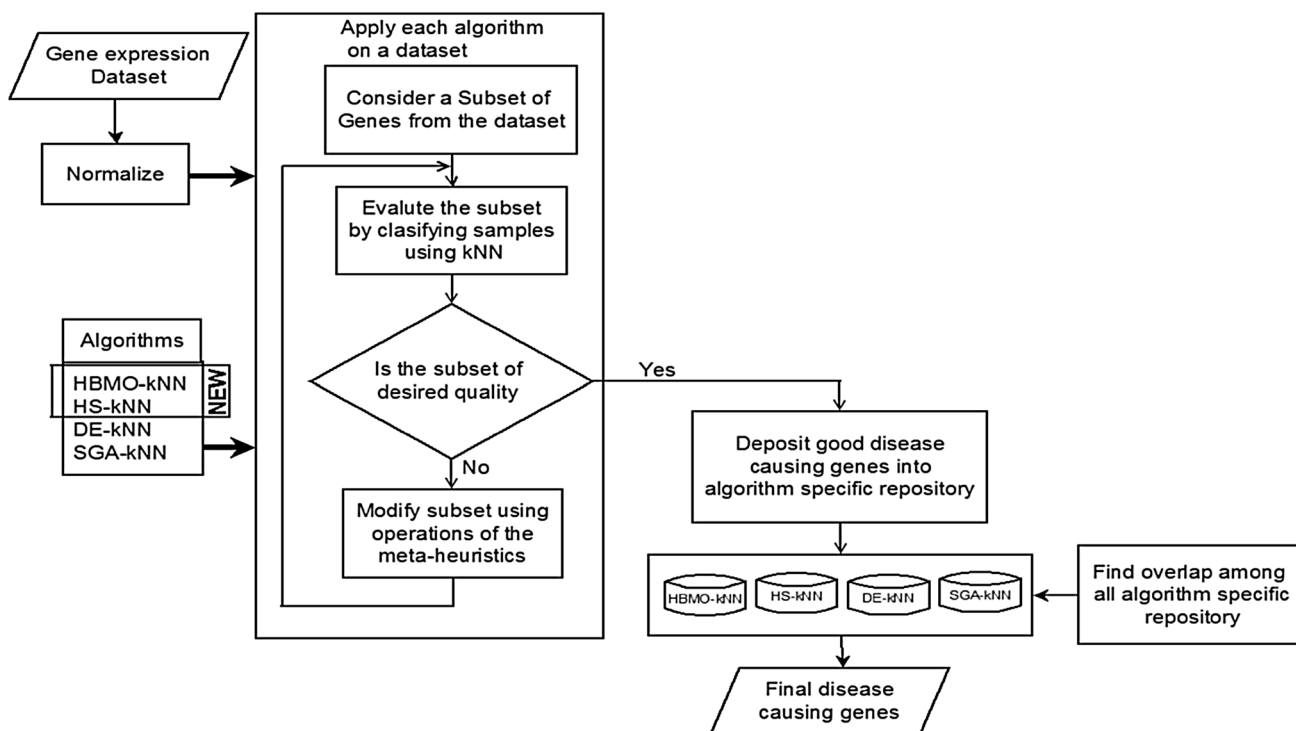 Gene expression
Dataset
Normalize
Algorithms
HBMO-kNN
HS-kNN
DE-kNN
SGA-kNN
NEW
Apply each algorithm
on a dataset
Consider a Subset of
Genes from the dataset
Evalute the subset
by clasifying samples
using kNN
Is the subset of
desired quality
Yes
No
Modify subset using
operations of the
meta-heuristics
Deposit good disease
causing genes into
algorithm specific repository
HBMO-kNN
HS-kNN
DE-kNN
SGA-kNN
Find overlap among
all algorithm specific
repository
Final disease
causing genes